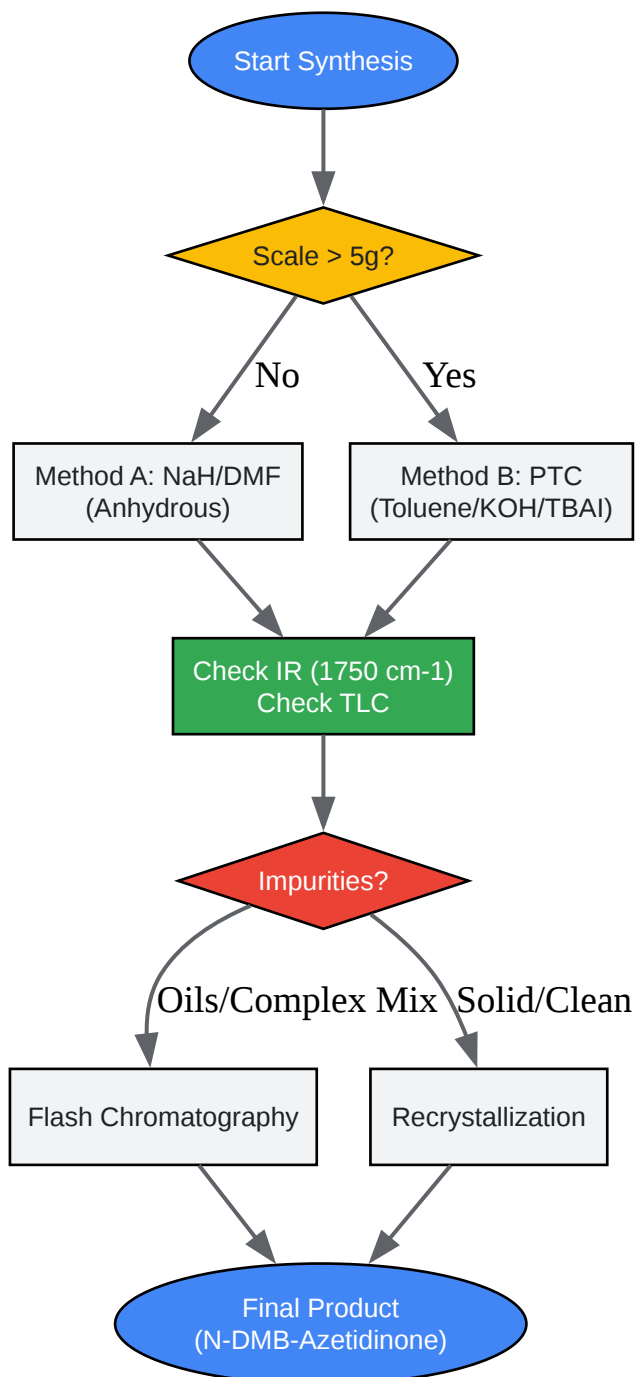 Start Synthesis
Scale > 5g?
No
Yes
Method A: NaH/DMF
(Anhydrous)
Method B: PTC
(Toluene/KOH/TBAI)
Check IR (1750 cm-1)
Check TLC
Impurities?
Oils/Complex Mix
Solid/Clean
Flash Chromatography
Recrystallization
Final Product
(N-DMB-Azetidinone)